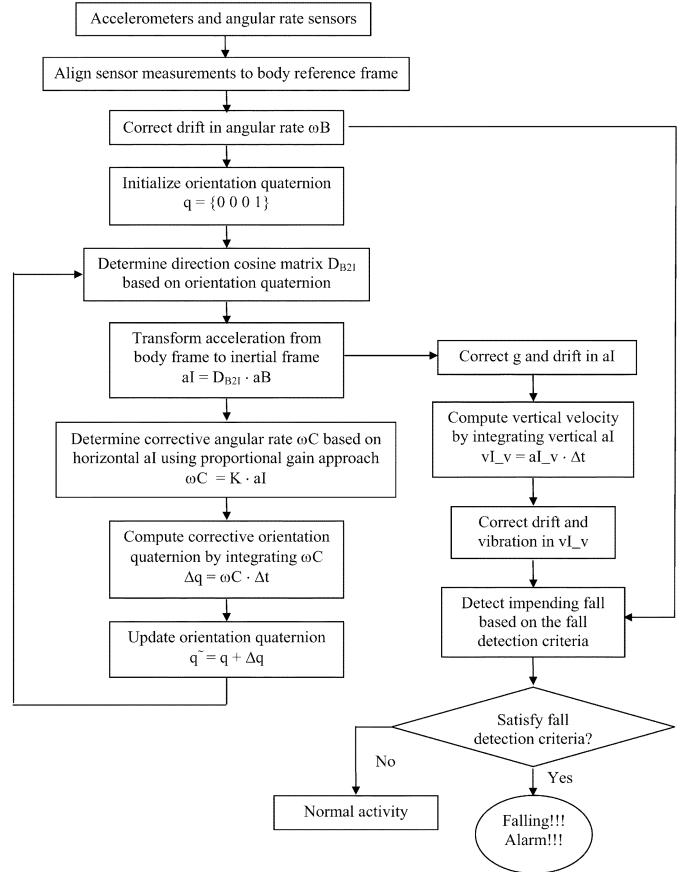 Accelerometers and angular rate sensors
Align sensor measurements to body reference frame
Correct drift in angular rate ωB
Initialize orientation quaternion
q = {0 0 0 1}
Determine direction cosine matrix D_B2I
based on orientation quaternion
Transform acceleration from
body frame to inertial frame
aI = D_B2I · aB
Determine corrective angular rate ωC based on
horizontal aI using proportional gain approach
ωC = K · aI
Compute corrective orientation
quaternion by integrating ωC
Δq = ωC · Δt
Update orientation quaternion
q˜ = q + Δq
Correct g and drift in aI
Compute vertical velocity
by integrating vertical aI
vI_v = aI_v · Δt
Correct drift and
vibration in vI_v
Detect impending fall
based on the fall
detection criteria
Satisfy fall
detection criteria?
No
Yes
Normal activity
Falling!!!
Alarm!!!